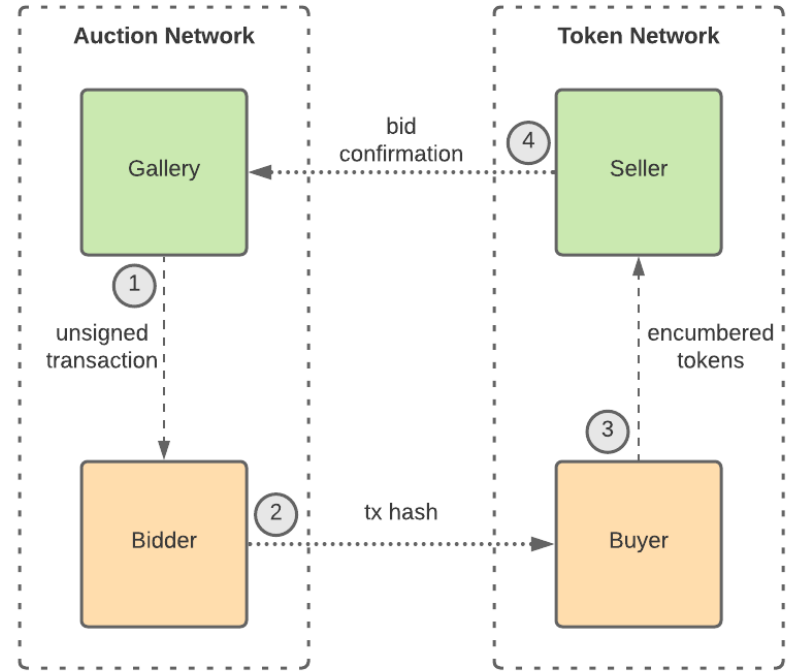 Auction Network
Token Network
Gallery
bid
confirmation
4
Seller
1
unsigned
transaction
encumbered
tokens
3
Bidder
2
tx hash
Buyer